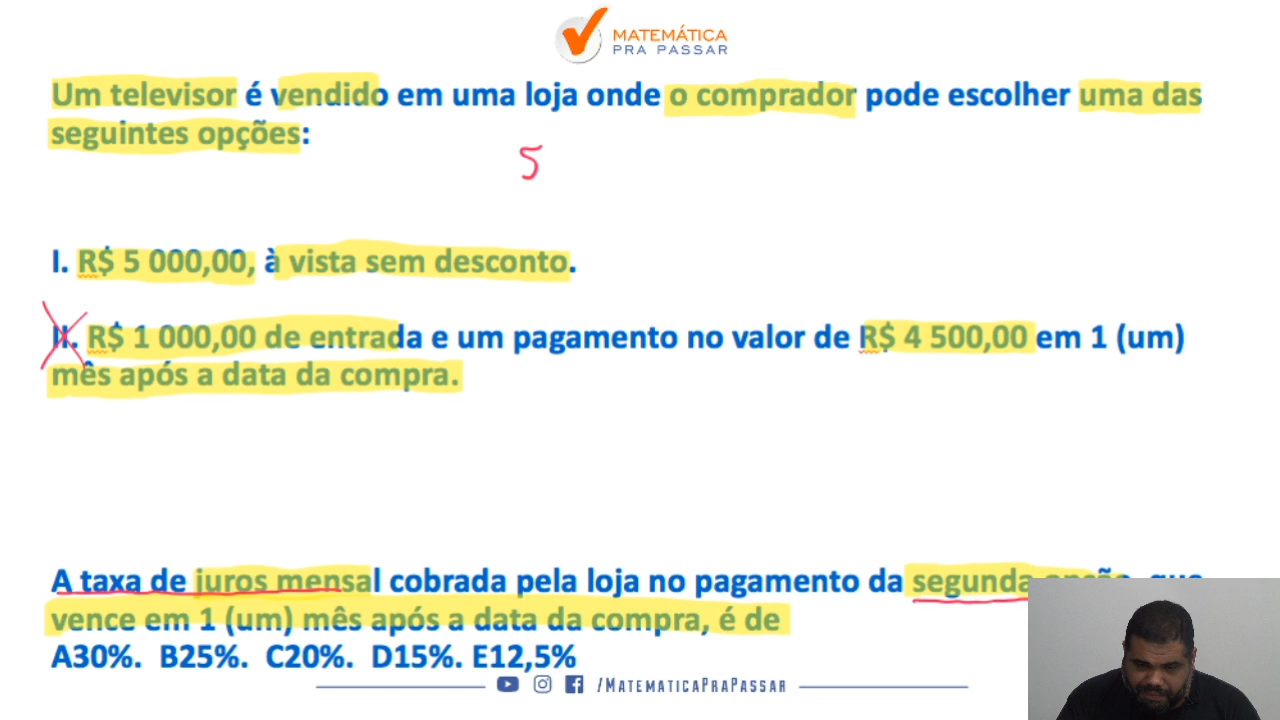 MATEMÁTICA
PRA PASSAR
Um televisor é vendido em uma loja onde o comprador pode escolher uma das
seguintes opções:
5
I. R$ 5 000,00, à vista sem desconto.
II. R$ 1 000,00 de entrada e um pagamento no valor de R$ 4 500,00 em 1 (um)
mês após a data da compra.
A taxa de juros mensal cobrada pela loja no pagamento da segunda
vence em 1 (um) mês após a data da compra, é de
A30%. B25%. C20%. D15%. E12,5%
/MATEMATICAPRAPASSAR